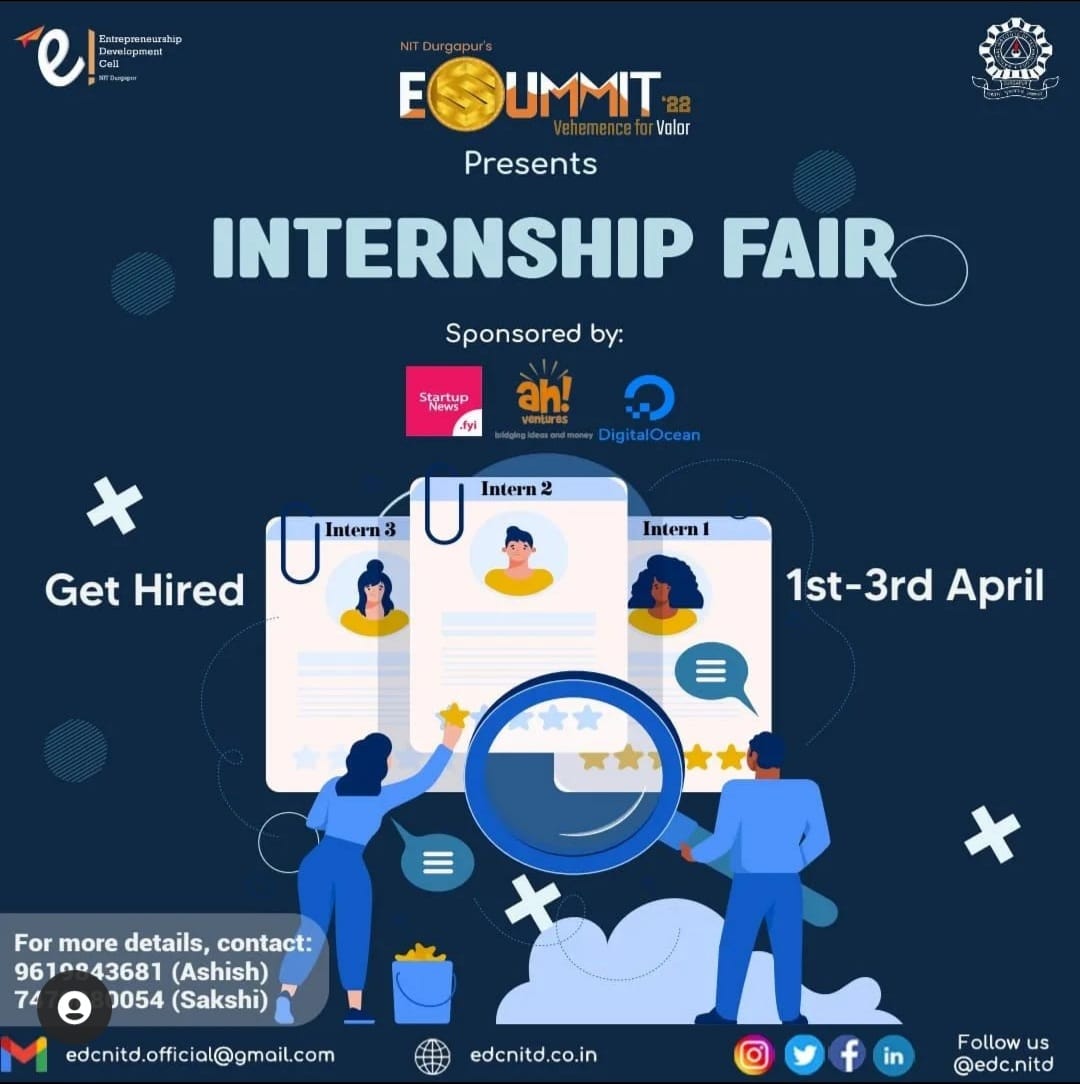 Entrepreneurship
Development
Cell
NIT Durgapur
NIT Durgapur's
E SUMMIT '22
Vehemence for Valor
Presents
INTERNSHIP FAIR
Sponsored by:
Startup
News
.fyi
ah!
ventures
bridging ideas and money
DigitalOcean
Intern 3
Intern 2
Intern 1
Get Hired
1st-3rd April
For more details, contact:
9619843681 (Ashish)
(Sakshi)
edcnitd.official@gmail.com
edcnitd.co.in
Follow us
@edc.nitd